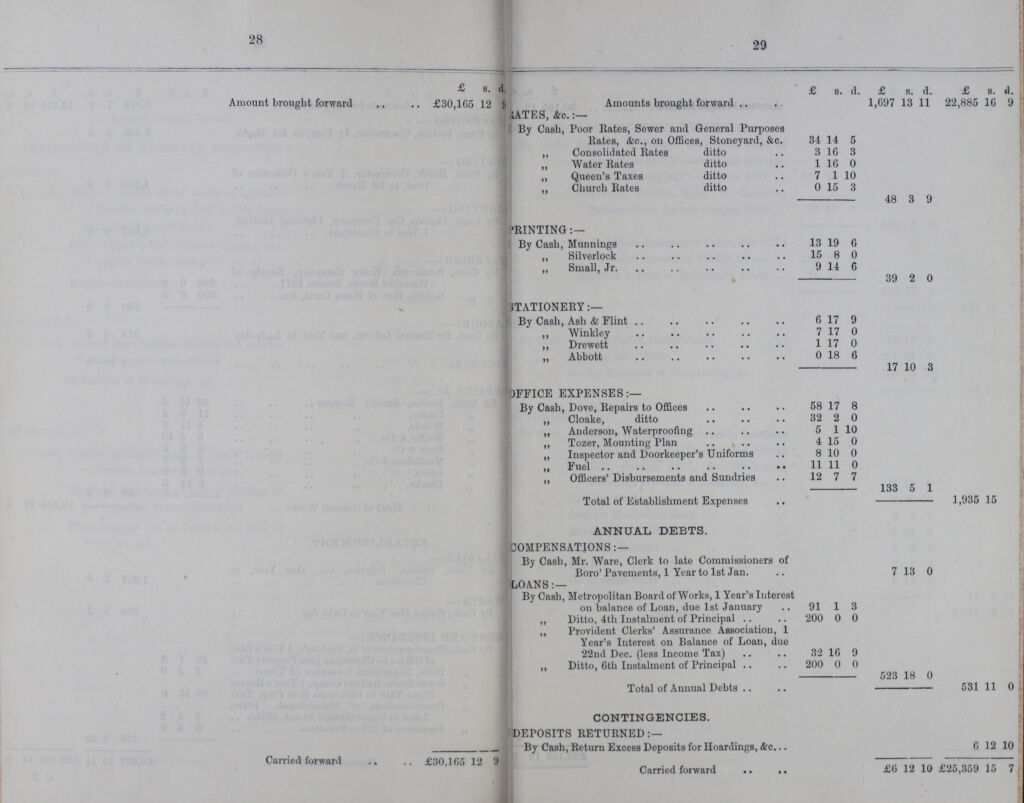 28
£ s. d.
Amount brought forward .. .. £30,165 12 9
Carried forward .. .. £30,165 12 9
29
£ s. d. £ s. d. £ s. d.
Amounts brought forward .. .. 1,697 13 11 22,885 16 9
RATES, &c.:—
By Cash, Poor Rates, Sewer and General Purposes
Rates, &c., on Offices, Stoneyard, &c. 34 14 5
„ Consolidated Rates ditto .. 3 16 3
„ Water Rates ditto .. 1 16 0
„ Queen's Taxes ditto .. 7 1 10
„ Church Rates ditto .. 0 15 3
48 3 9
PRINTING:—
By Cash, Munnings .. .. .. .. .. 13 19 6
„ Silverlock .. .. .. .. .. 15 8 0
„ Small, Jr. .. .. .. .. .. 9 14 6
39 2 0
STATIONERY:—
By Cash, Ash & Flint .. .. .. .. .. 6 17 9
„ Winkley .. .. .. .. .. 7 17 0
„ Drewett .. .. .. .. .. 1 17 0
„ Abbott .. .. .. .. .. 0 18 6
17 10 3
OFFICE EXPENSES:—
By Cash, Dove, Repairs to Offices .. .. .. 58 17 8
„ Cloake, ditto .. .. .. 32 2 0
„ Anderson, Waterproofing .. .. .. 5 1 10
„ Tozer, Mounting Plan .. .. .. 4 15 0
„ Inspector and Doorkeeper's Uniforms .. 8 10 0
„ Fuel .. .. .. .. .. .. 11 11 0
„ Officers' Disbursements and Sundries .. 12 7 7
133 5 1
Total of Establishment Expenses .. 1,935 15
ANNUAL DEBTS.
COMPENSATIONS:—
By Cash, Mr. Ware, Clerk to late Commissioners of
Boro' Pavements, 1 Year to 1st Jan. .. 7 13 0
LOANS:—
By Cash, Metropolitan Board of Works, 1 Year's Interest
on balance of Loan, due 1st January .. 91 1 3
„ Ditto, 4th Instalment of Principal .. .. 200 0 0
„ Provident Clerks' Assurance Association, 1
Year's Interest on Balance of Loan, due
22nd Dec. (less Income Tax) .. .. 32 16 9
„ Ditto, 6th Instalment of Principal .. .. 200 0 0
523 18 0
Total of Annual Debts .. .. 531 11 0
CONTINGENCIES.
DEPOSITS RETURNED:—
By Cash, Return Excess Deposits for Hoardings, &c... 6 12 10
Carried forward .. .. £6 12 10 £25,359 15 7